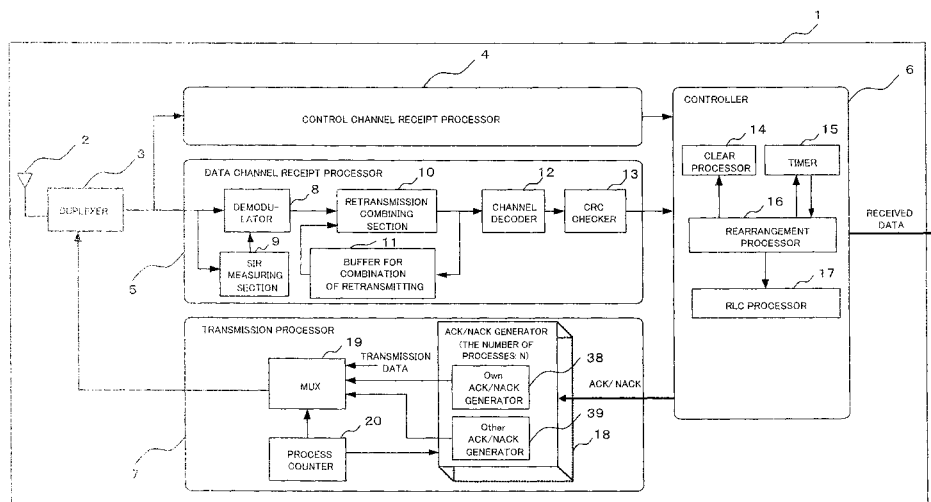 1
4
CONTROL CHANNEL RECEIPT PROCESSOR
6
CONTROLLER
14
15
CLEAR
PROCESSOR
TIMER
16
REARRANGEMENT
PROCESSOR
17
RLC PROCESSOR
RECEIVED
DATA
2
3
DUPLEXER
DATA CHANNEL RECEIPT PROCESSOR
8
DEMODU-
LATOR
9
SIR
MEASURING
SECTION
10
RETRANSMISSION
COMBINING
SECTION
11
BUFFER FOR
COMBINATION
OF RETRANSMITTING
12
CHANNEL
DECODER
13
CRC
CHECKER
5
TRANSMISSION PROCESSOR
19
MUX
TRANSMISSION
DATA
20
PROCESS
COUNTER
ACK/NACK GENERATOR
(THE NUMBER OF
PROCESSES: N)
38
Own
ACK/NACK
GENERATOR
39
Other
ACK/NACK
GENERATOR
18
ACK/NACK
7